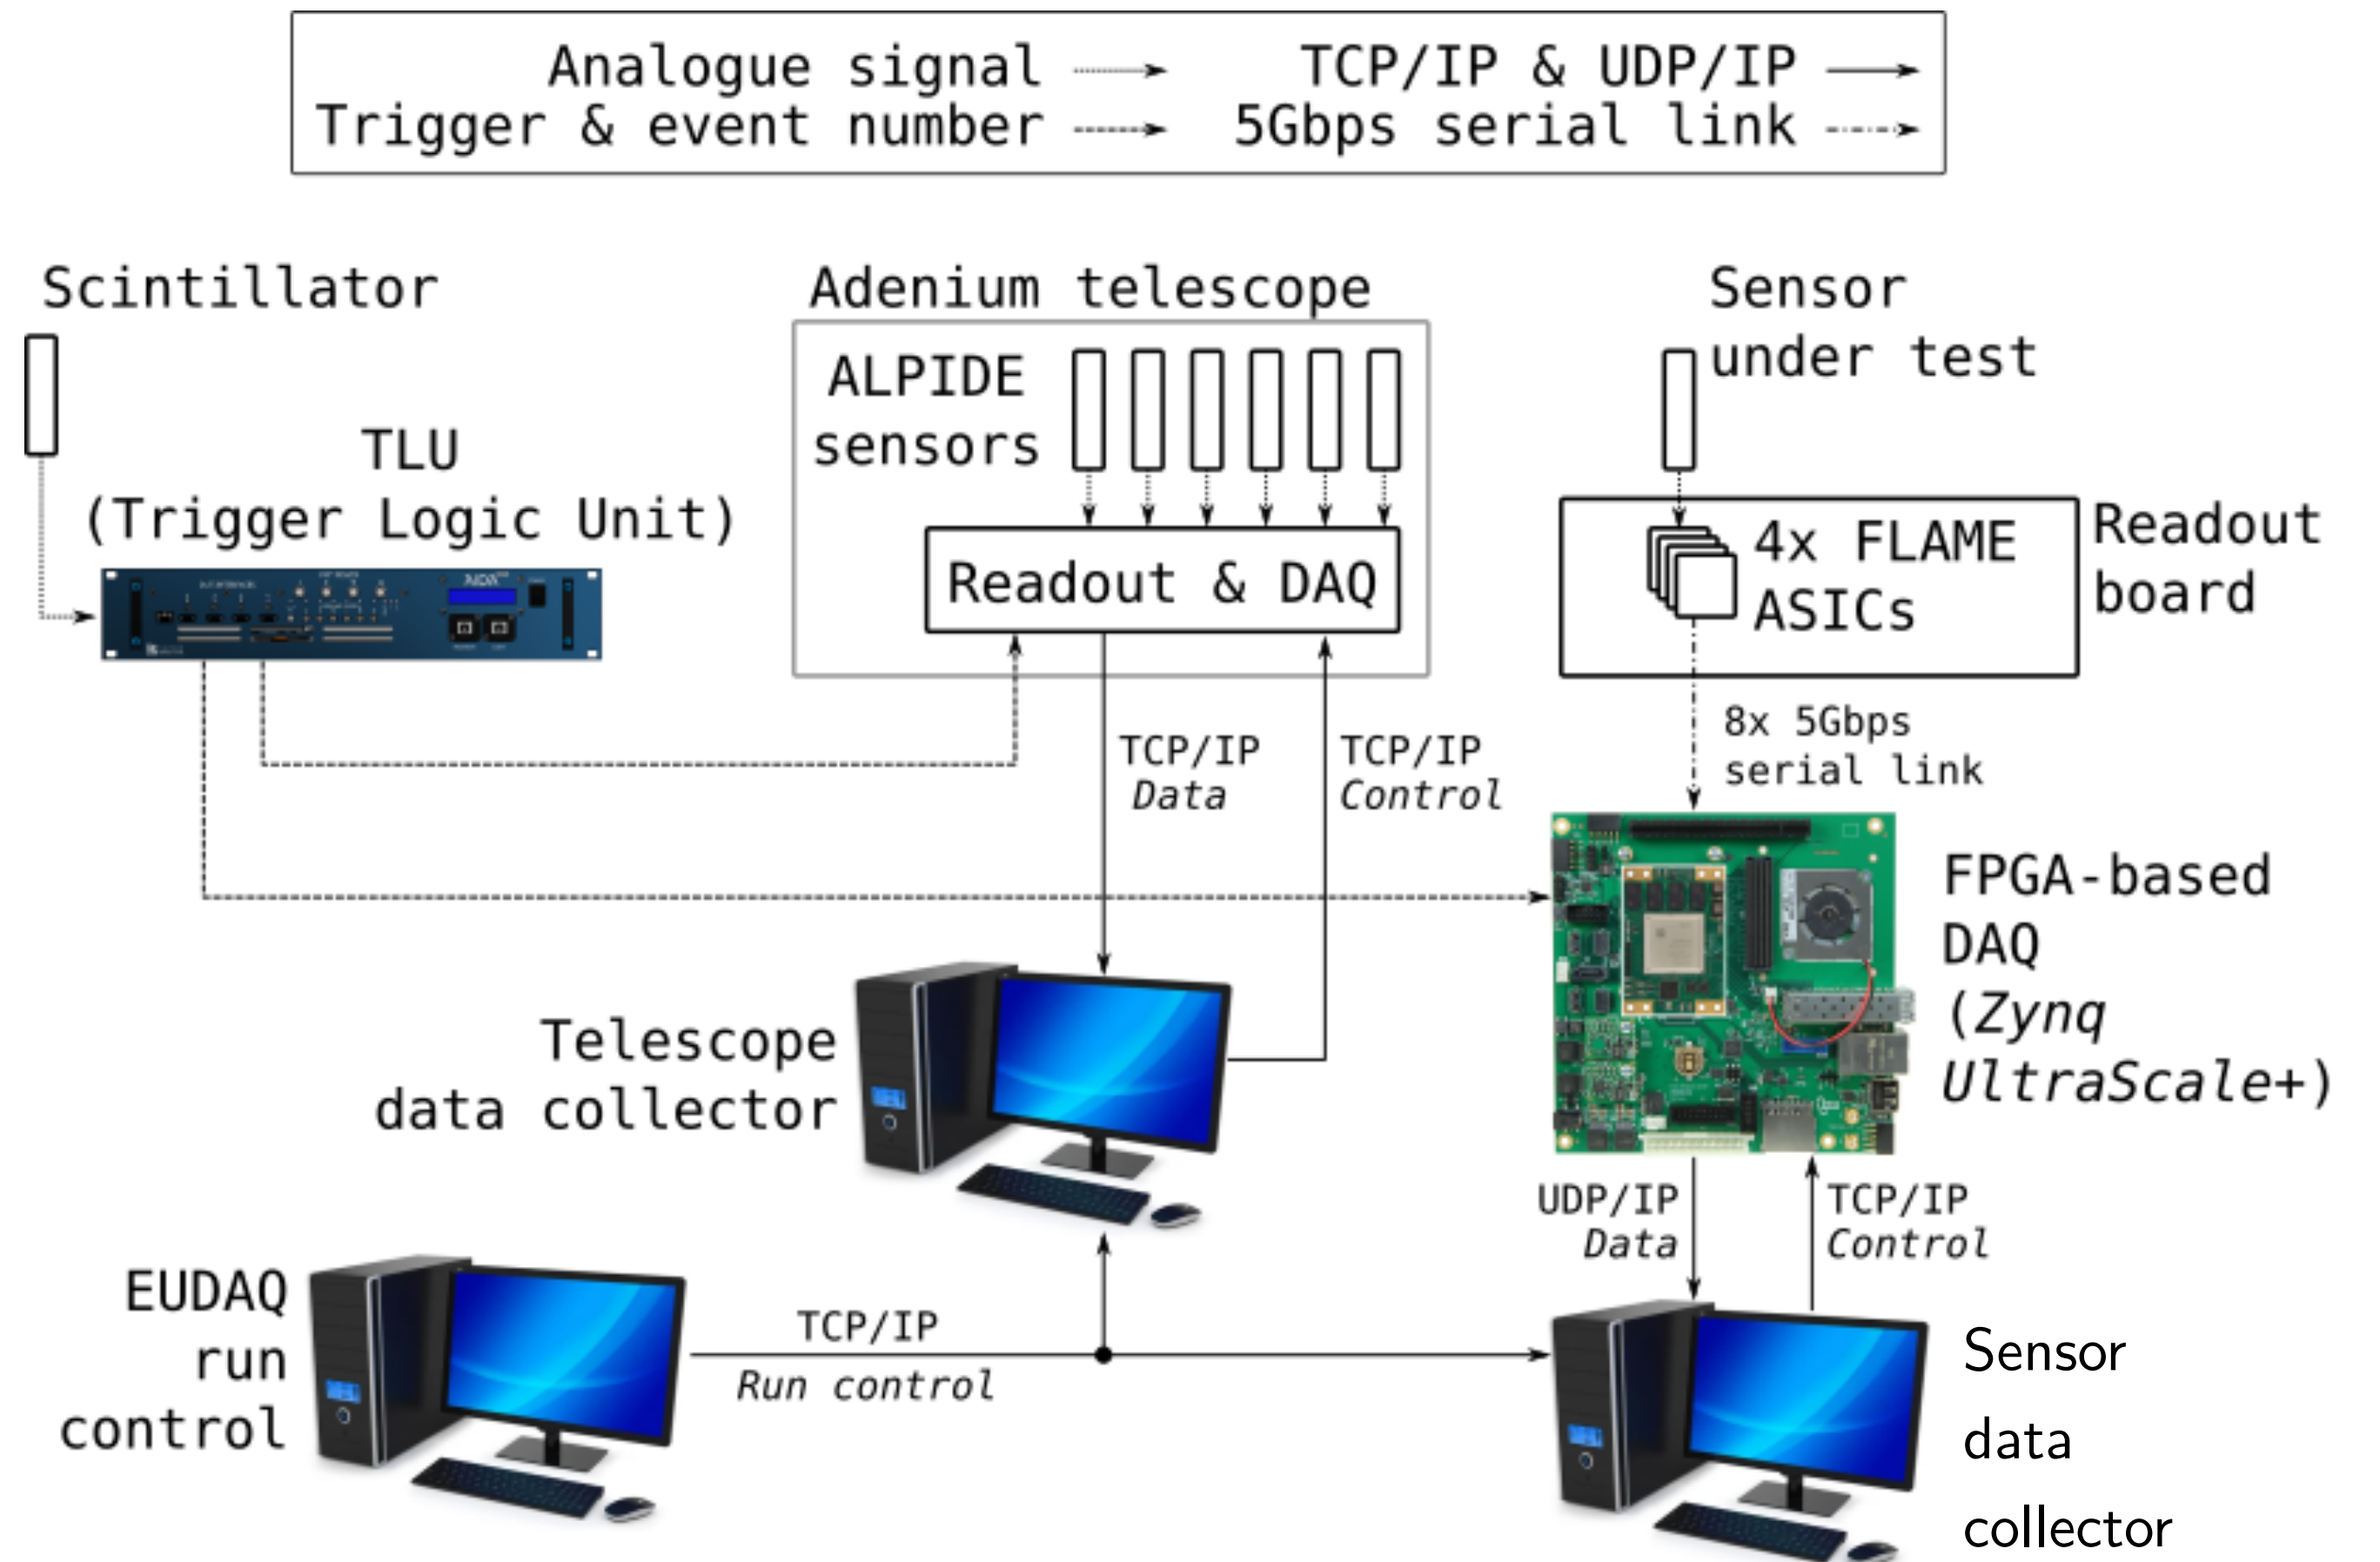 Analogue signal
TCP/IP & UDP/IP
Trigger & event number
5Gbps serial link
Scintillator
TLU
(Trigger Logic Unit)
AIDA
Adenium telescope
ALPIDE
sensors
Readout & DAQ
Sensor
under test
4x FLAME
ASICs
Readout
board
8x 5Gbps
serial link
TCP/IP
Data
TCP/IP
Control
FPGA-based
DAQ
(Zynq
UltraScale+)
Telescope
data collector
UDP/IP
Data
TCP/IP
Control
EUDAQ
run
control
TCP/IP
Run control
Sensor
data
collector